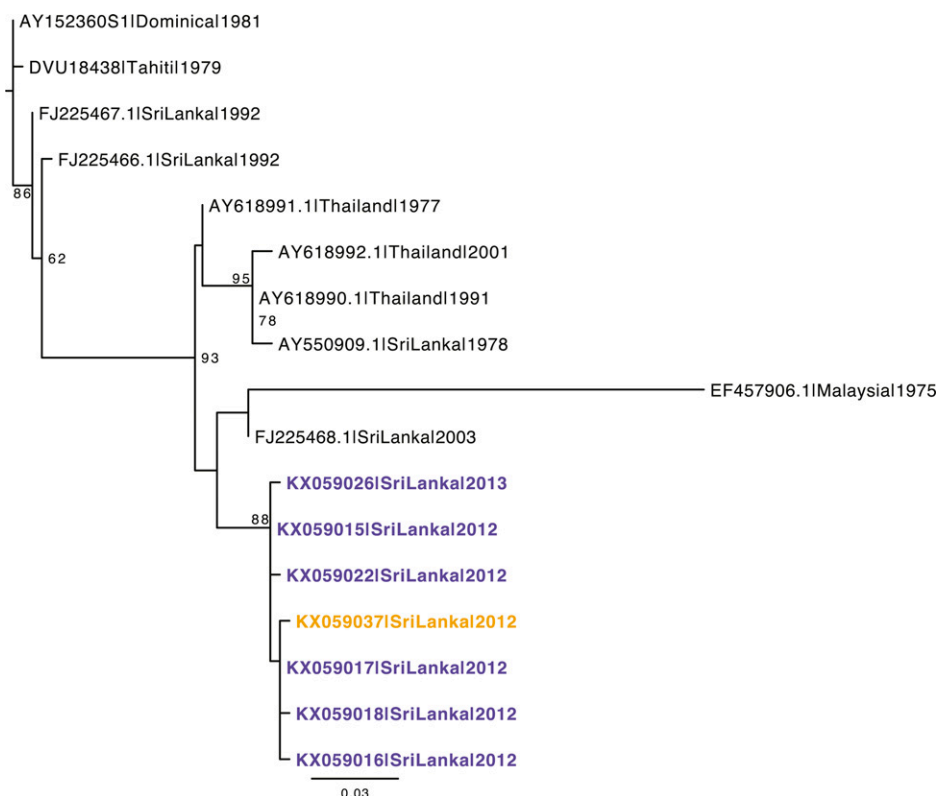 AY152360S1|Dominica|1981
DVU18438|Tahiti|1979
FJ225467.1|SriLanka|1992
FJ225466.1|SriLanka|1992
86
AY618991.1|Thailand|1977
62
AY618992.1|Thailand|2001
95
AY618990.1|Thailand|1991
78
AY550909.1|SriLanka|1978
93
EF457906.1|Malaysia|1975
FJ225468.1|SriLanka|2003
KX059026|SriLanka|2013
88
KX059015|SriLanka|2012
KX059022|SriLanka|2012
KX059037|SriLanka|2012
KX059017|SriLanka|2012
KX059018|SriLanka|2012
KX059016|SriLanka|2012
0.03